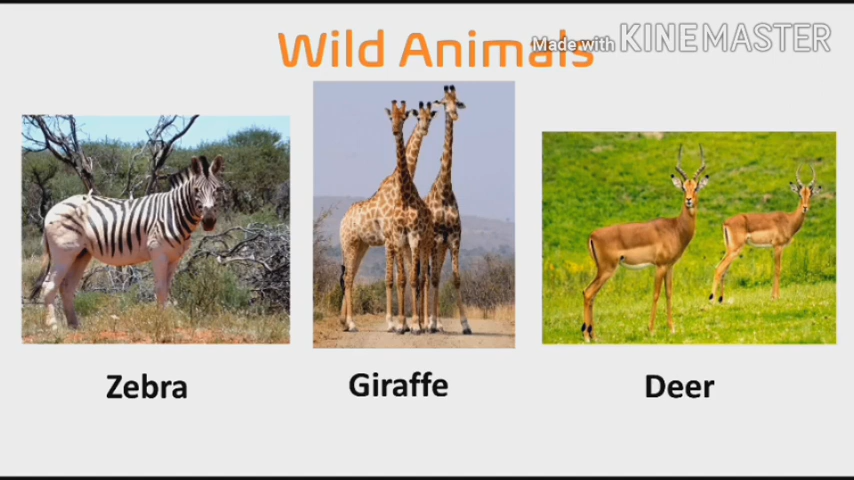 Wild Animals
Made with KINEMASTER
Zebra
Giraffe
Deer